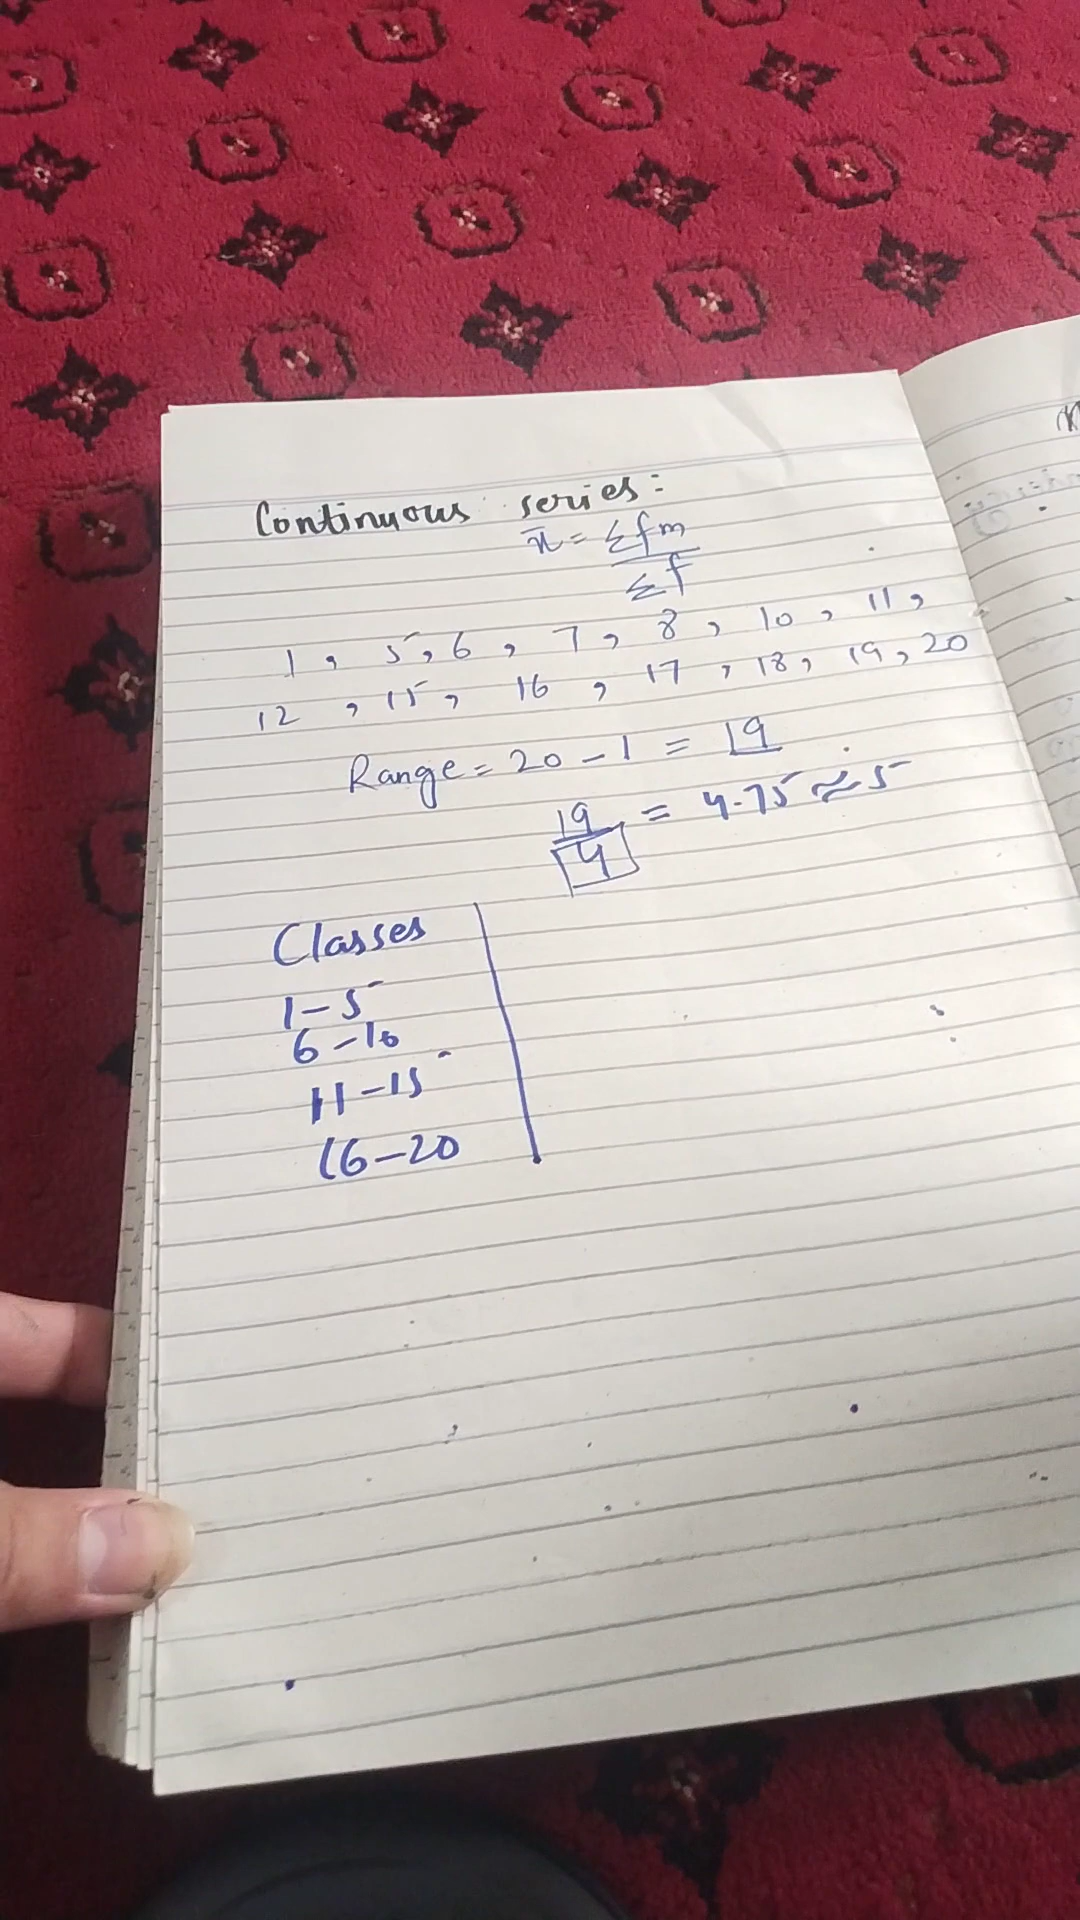 Continuous series:
x̄ = Σfm
Σf
1, 5, 6, 7, 8, 10, 11,
12, 15, 16, 17, 18, 19, 20
Range = 20 - 1 = 19
19/4 = 4.75 ≈ 5
Classes
1-5
6-10
11-15
16-20